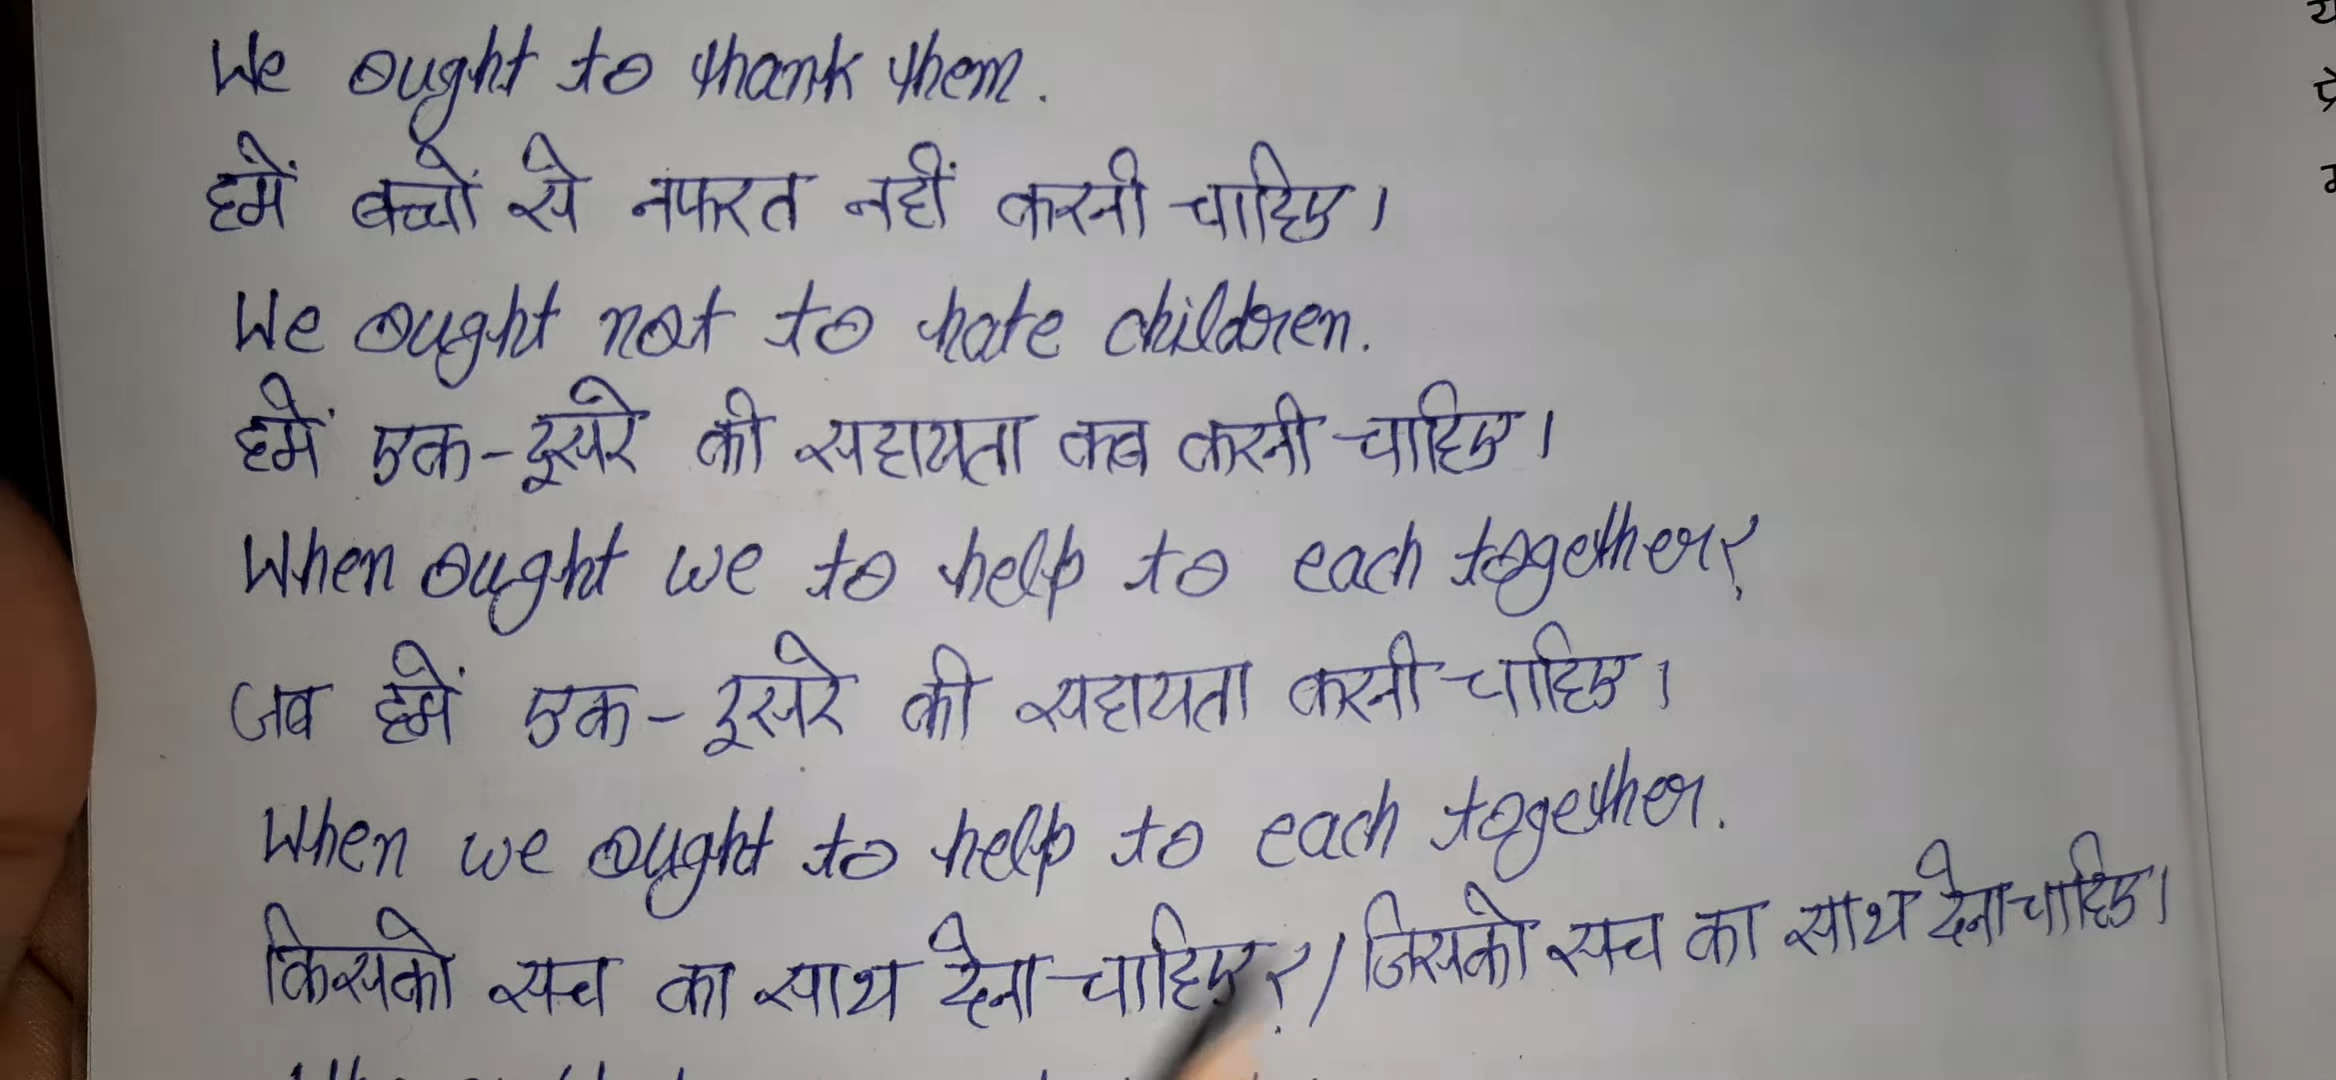 We ought to thank them.
हमें बच्चों से नफरत नहीं करनी चाहिए।
We ought not to hate children.
हमें एक-दूसरे की सहायता कब करनी चाहिए।
When ought we to help to each together?
जब हमें एक-दूसरे की सहायता करनी चाहिए।
When we ought to help to each together.
किसको सच का साथ देना चाहिए?/जिसको सच का साथ देना चाहिए।